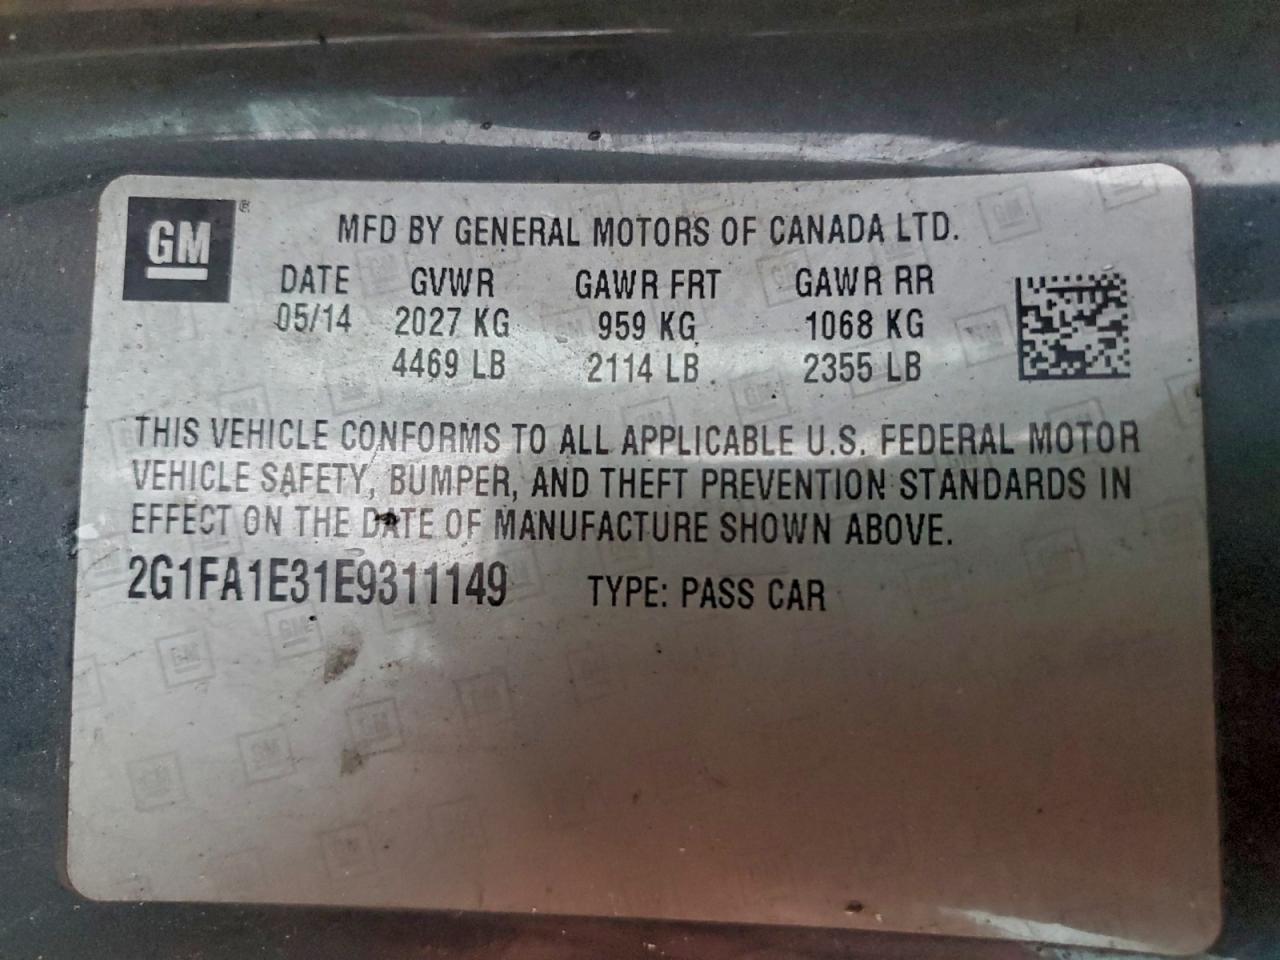 GM ®
MFD BY GENERAL MOTORS OF CANADA LTD.
DATE GVWR GAWR FRT GAWR RR
05/14 2027 KG 959 KG 1068 KG
4469 LB 2114 LB 2355 LB
THIS VEHICLE CONFORMS TO ALL APPLICABLE U.S. FEDERAL MOTOR
VEHICLE SAFETY, BUMPER, AND THEFT PREVENTION STANDARDS IN
EFFECT ON THE DATE OF MANUFACTURE SHOWN ABOVE.
2G1FA1E31E9311149 TYPE: PASS CAR